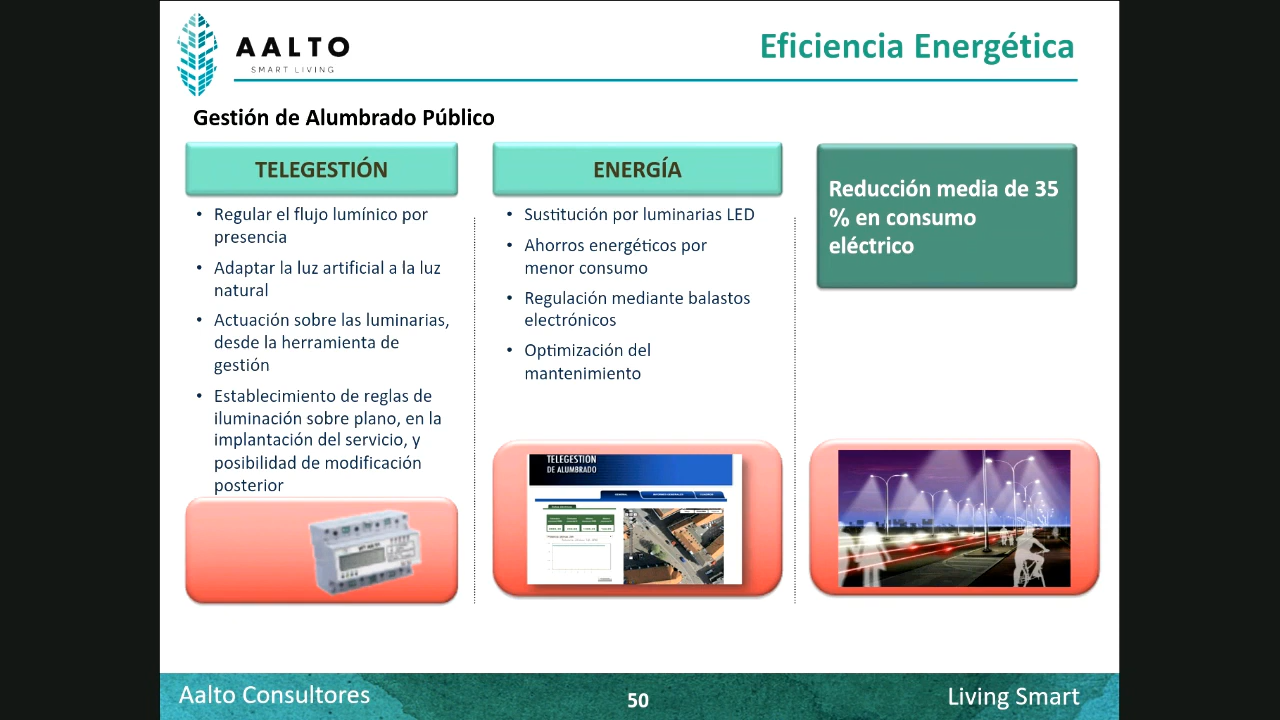 AALTO
SMART LIVING
Eficiencia Energética
Gestión de Alumbrado Público
TELEGESTIÓN
• Regular el flujo lumínico por
presencia
• Adaptar la luz artificial a la luz
natural
• Actuación sobre las luminarias,
desde la herramienta de
gestión
• Establecimiento de reglas de
iluminación sobre plano, en la
implantación del servicio, y
posibilidad de modificación
posterior
ENERGÍA
• Sustitución por luminarias LED
• Ahorros energéticos por
menor consumo
• Regulación mediante balastos
electrónicos
• Optimización del
mantenimiento
Reducción media de 35
% en consumo
eléctrico
TELEGESTION
DE ALUMBRADO
Aalto Consultores
50
Living Smart